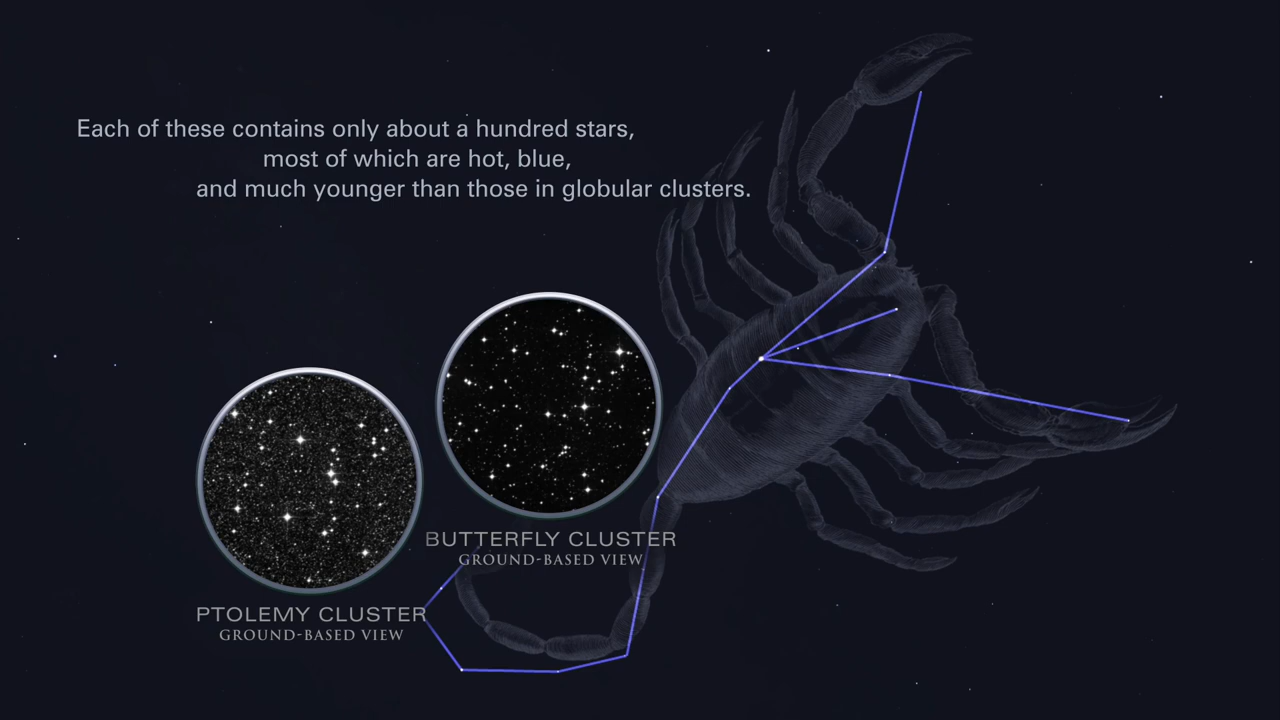 Each of these contains only about a hundred stars,
most of which are hot, blue,
and much younger than those in globular clusters.
BUTTERFLY CLUSTER
GROUND-BASED VIEW
PTOLEMY CLUSTER
GROUND-BASED VIEW